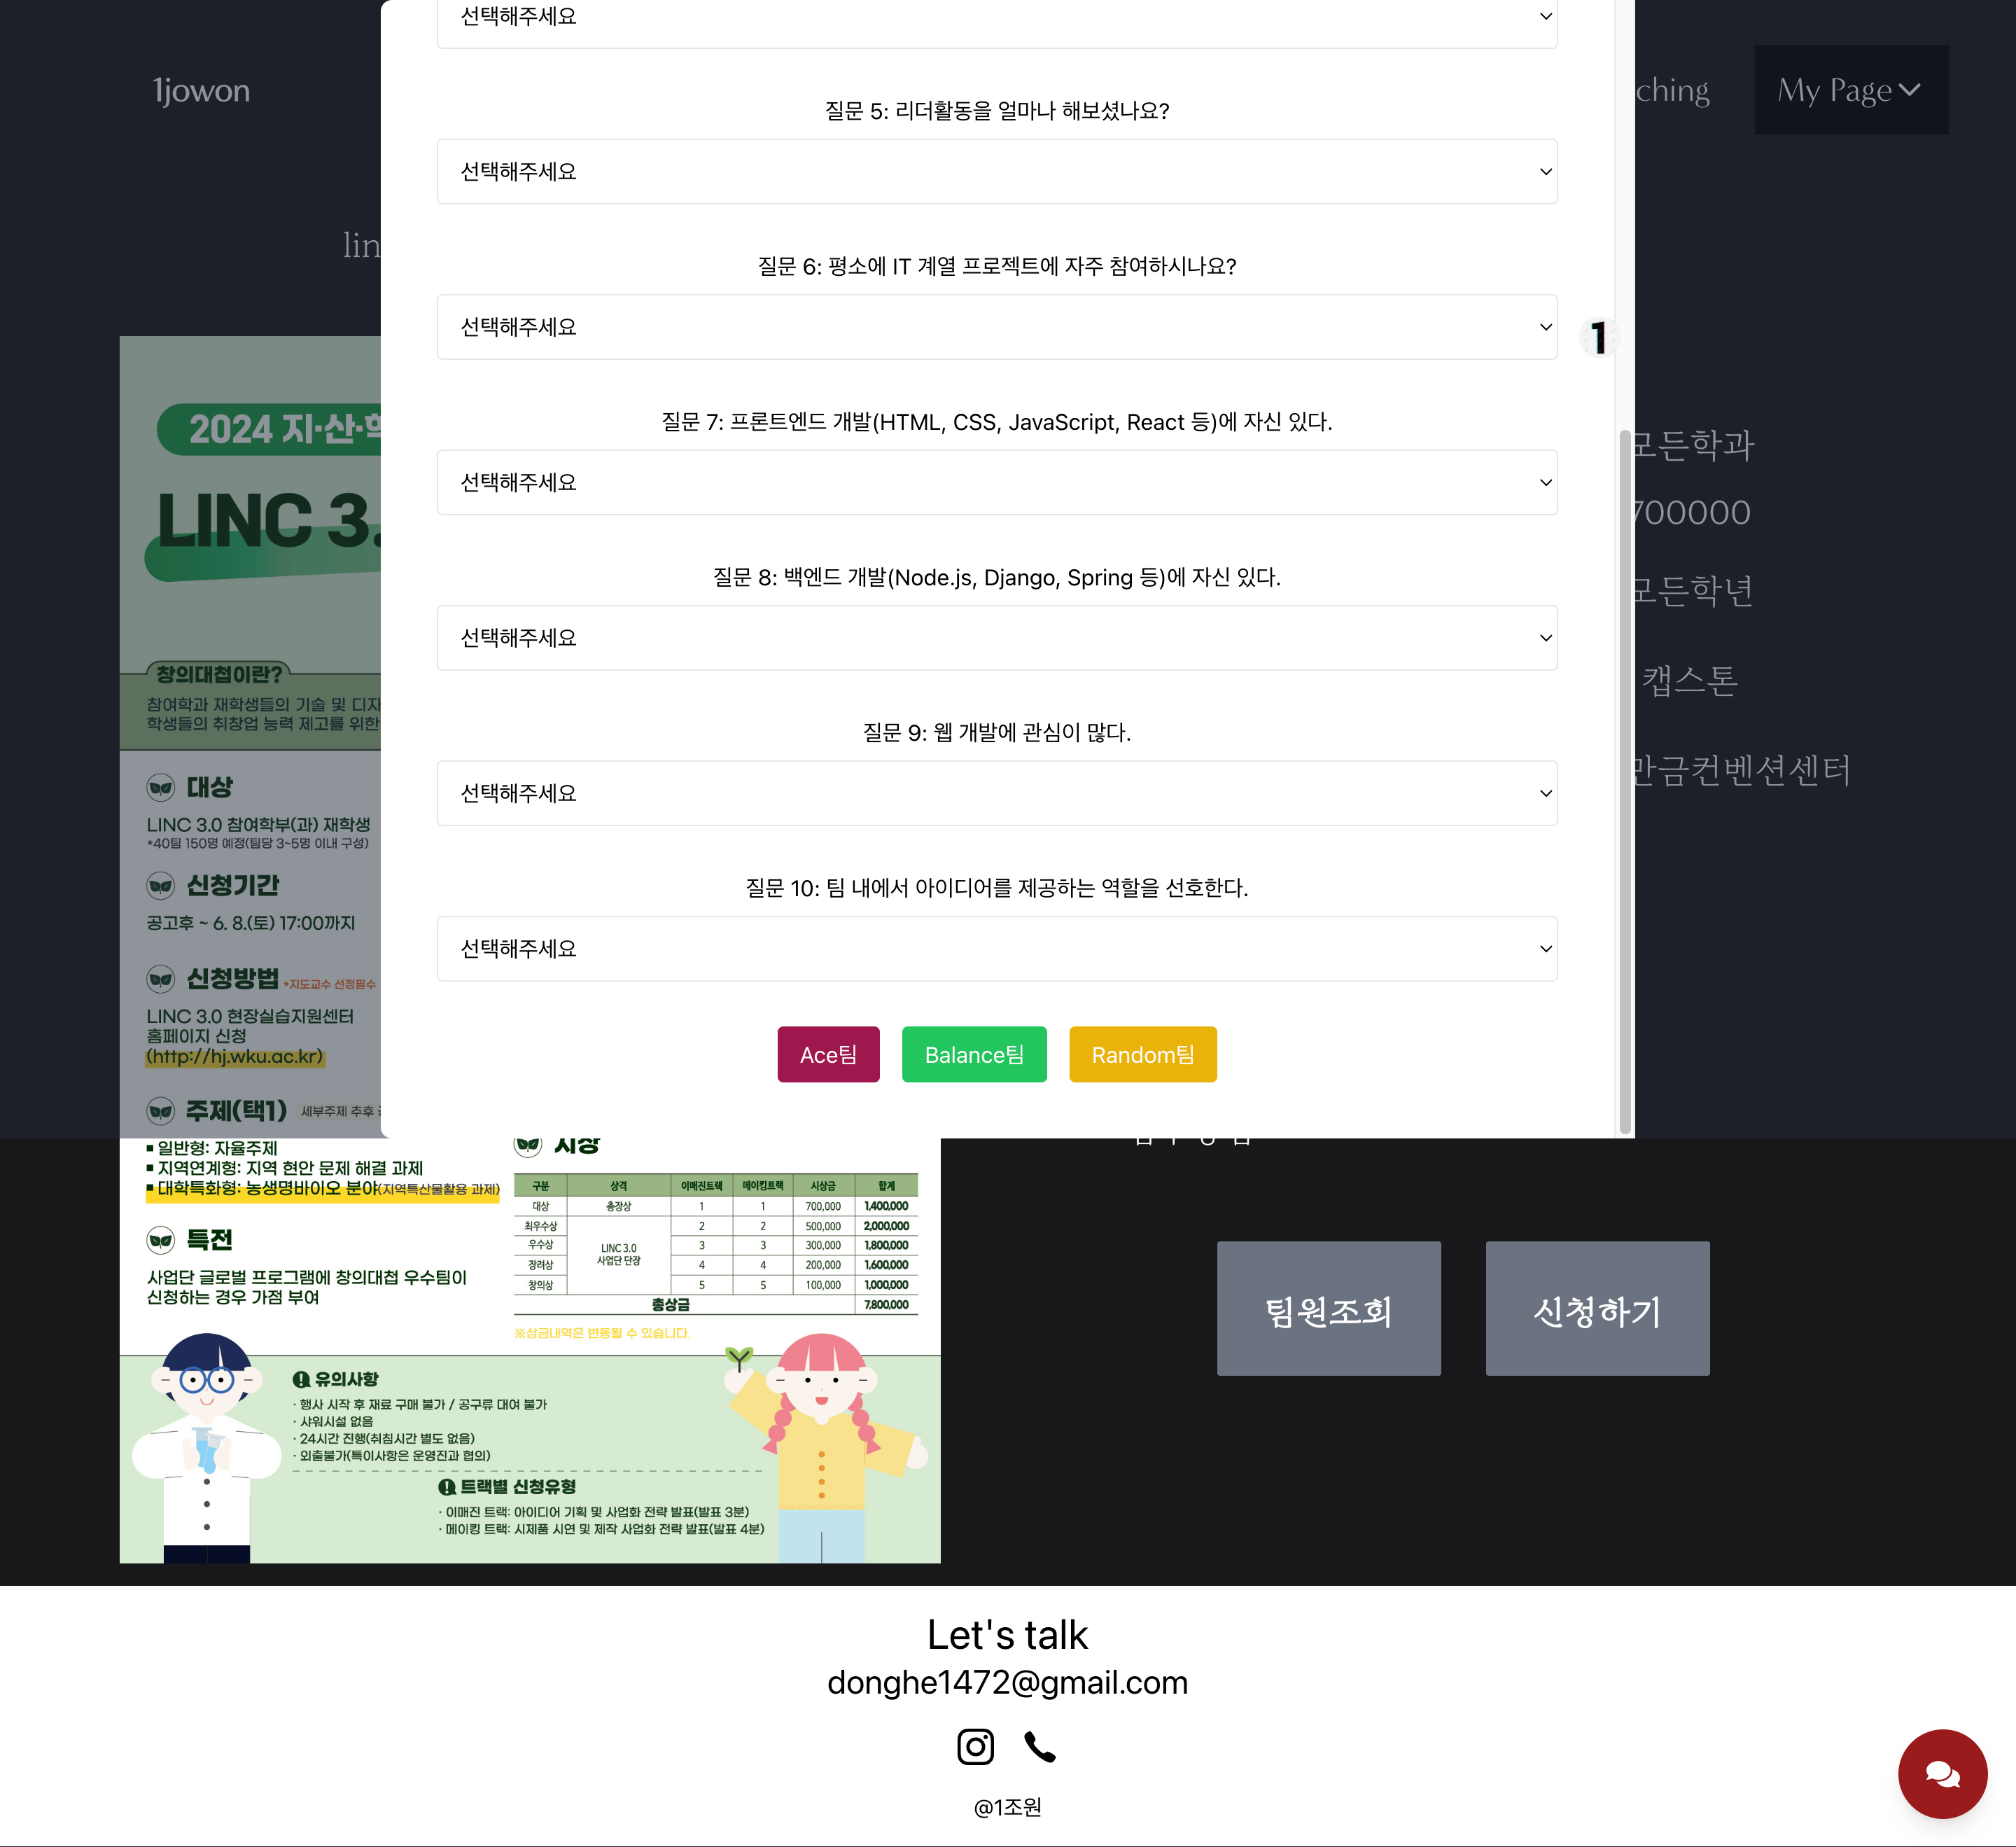 1jowon
ching
My Page
lin
선택해주세요
질문 5: 리더활동을 얼마나 해보셨나요?
선택해주세요
질문 6: 평소에 IT 계열 프로젝트에 자주 참여하시나요?
선택해주세요
1
질문 7: 프론트엔드 개발(HTML, CSS, JavaScript, React 등)에 자신 있다.
선택해주세요
질문 8: 백엔드 개발(Node.js, Django, Spring 등)에 자신 있다.
선택해주세요
질문 9: 웹 개발에 관심이 많다.
선택해주세요
질문 10: 팀 내에서 아이디어를 제공하는 역할을 선호한다.
선택해주세요
Ace팀
Balance팀
Random팀
모든학과
700000
모든학년
캡스톤
만금컨벤션센터
2024 지·산·학
LINC 3.
창의대첩이란?
참여학과 재학생들의 기술 및 디자
학생들의 취창업 능력 제고를 위한
대상
LINC 3.0 참여학부(과) 재학생
*40팀 150명 예정(팀당 3~5명 이내 구성)
신청기간
공고후 ~ 6. 8.(토) 17:00까지
신청방법 *지도교수 선정필수
LINC 3.0 현장실습지원센터
홈페이지 신청
(http://hj.wku.ac.kr)
주제(택1) 세부주제 추후
■ 일반형: 자율주제
■ 지역연계형: 지역 현안 문제 해결 과제
■ 대학특화형: 농생명바이오 분야(지역특산물활용 과제)
특전
사업단 글로벌 프로그램에 창의대첩 우수팀이
신청하는 경우 가점 부여
시상
구분 상격 이매진트랙 메이킹트랙 시상금 합계
대상 총장상 1 1 700,000 1,400,000
최우수상 2 2 500,000 2,000,000
우수상 LINC 3.0 사업단 단장 3 3 300,000 1,800,000
장려상 4 4 200,000 1,600,000
창의상 5 5 100,000 1,000,000
총상금 7,800,000
※상금내역은 변동될 수 있습니다.
유의사항
· 행사 시작 후 재료 구매 불가 / 공구류 대여 불가
· 샤워시설 없음
· 24시간 진행(취침시간 별도 없음)
· 외출불가(특이사항은 운영진과 협의)
트랙별 신청유형
· 이매진 트랙: 아이디어 기획 및 사업화 전략 발표(발표 3분)
· 메이킹 트랙: 시제품 시연 및 제작 사업화 전략 발표(발표 4분)
팀원조회
신청하기
Let's talk
donghe1472@gmail.com
@1조원